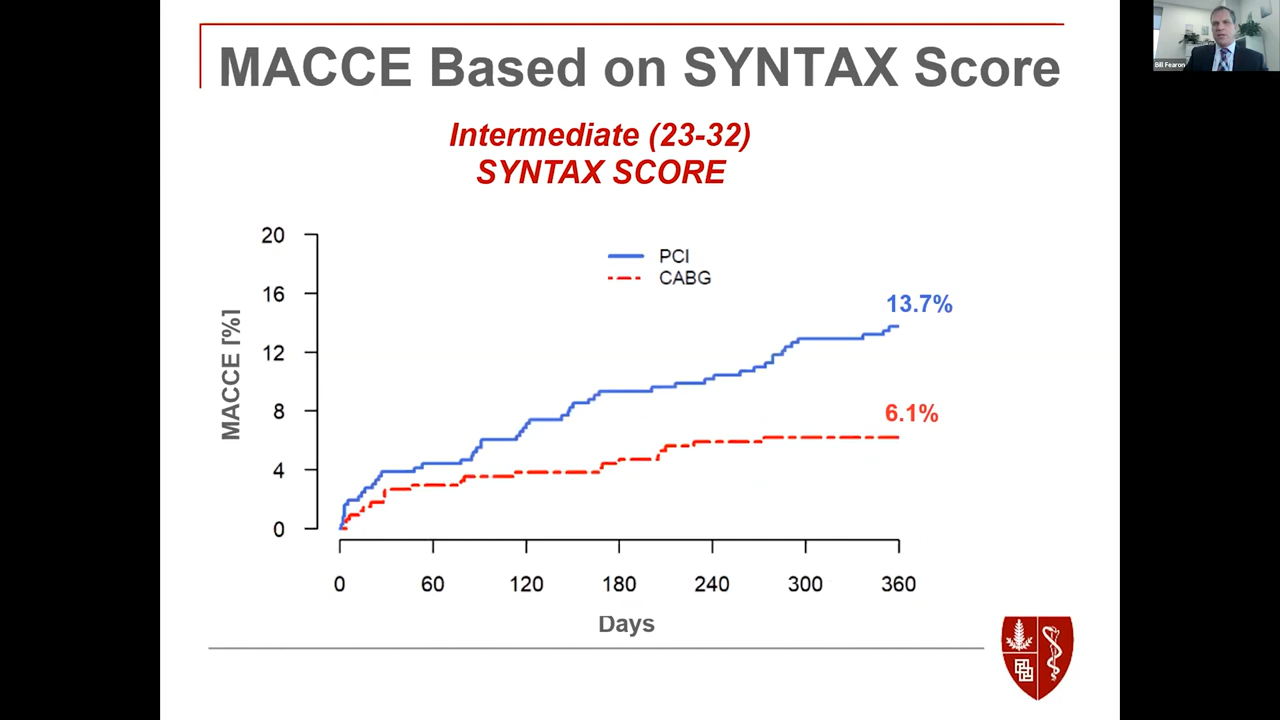 MACCE Based on SYNTAX Score
Bill Fearon
Intermediate (23-32)
SYNTAX SCORE
20
16
12
8
4
0
MACCE [%]
PCI
CABG
13.7%
6.1%
0 60 120 180 240 300 360
Days